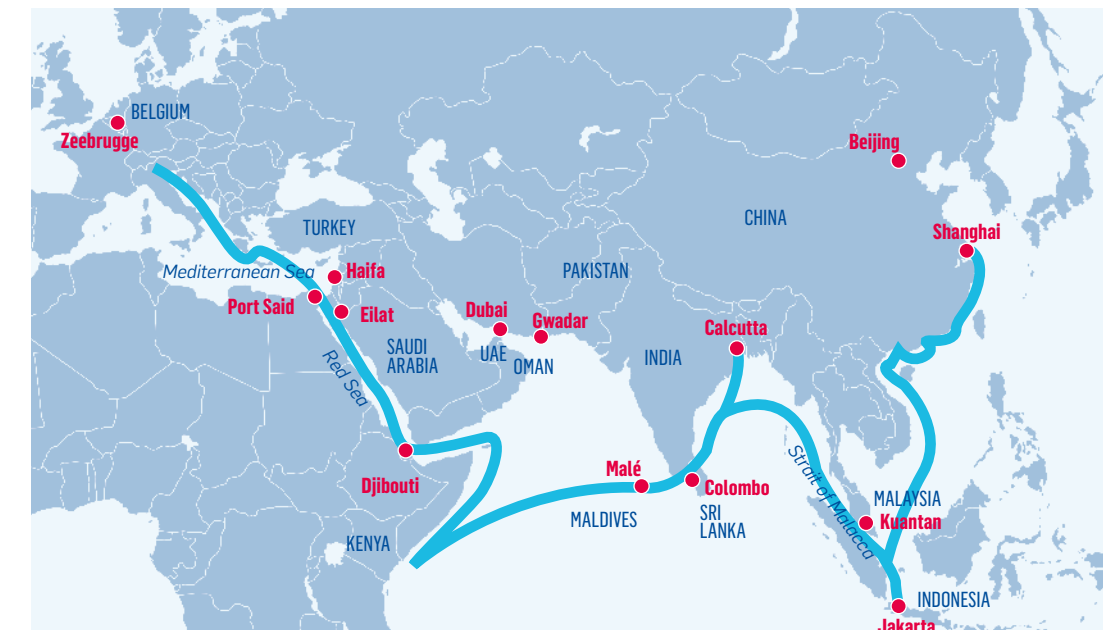 BELGIUM
Zeebrugge
Beijing
CHINA
TURKEY
Shanghai
Mediterranean Sea
Haifa
PAKISTAN
Port Said
Eilat
Dubai
Gwadar
Calcutta
SAUDI
ARABIA
UAE
OMAN
INDIA
Red Sea
Djibouti
Malé
Colombo
Strait of Malacca
MALAYSIA
Kuantan
MALDIVES
SRI
LANKA
KENYA
INDONESIA
Jakarta